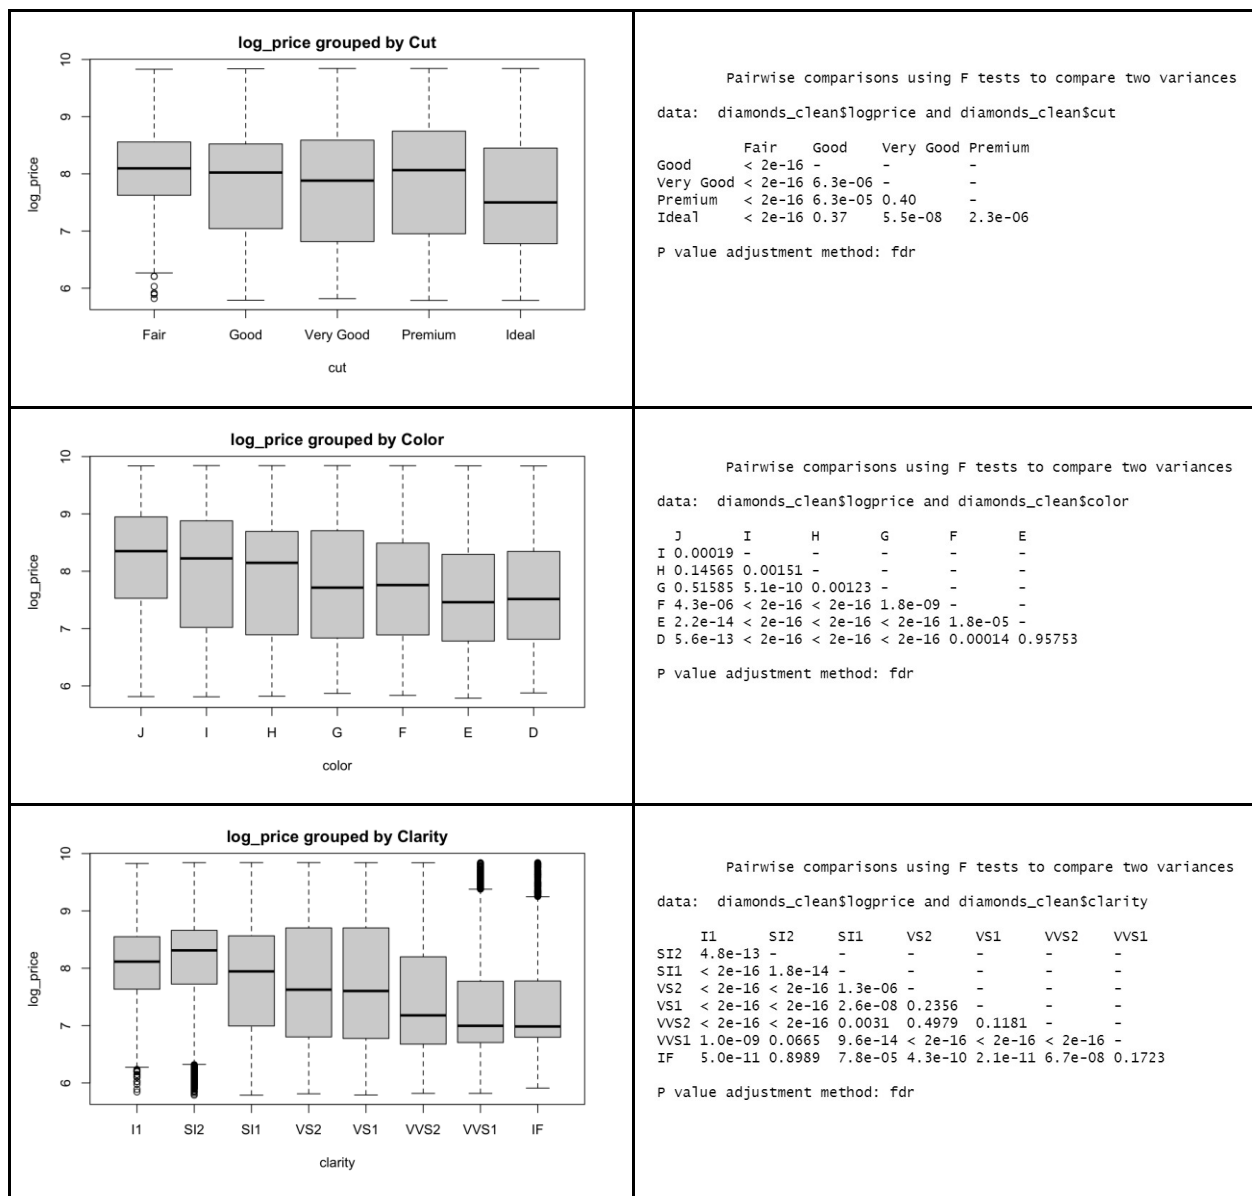 log_price grouped by Cut
10
9
8
7
6
log_price
Fair Good Very Good Premium Ideal
cut
Pairwise comparisons using F tests to compare two variances
data: diamonds_clean$logprice and diamonds_clean$cut
Fair Good Very Good Premium
Good < 2e-16 - - -
Very Good < 2e-16 6.3e-06 - -
Premium < 2e-16 6.3e-05 0.40 -
Ideal < 2e-16 0.37 5.5e-08 2.3e-06
P value adjustment method: fdr
log_price grouped by Color
10
9
8
7
6
log_price
J I H G F E D
color
Pairwise comparisons using F tests to compare two variances
data: diamonds_clean$logprice and diamonds_clean$color
J I H G F E
I 0.00019 - - - - -
H 0.14565 0.00151 - - - -
G 0.51585 5.1e-10 0.00123 - - -
F 4.3e-06 < 2e-16 < 2e-16 1.8e-09 - -
E 2.2e-14 < 2e-16 < 2e-16 < 2e-16 1.8e-05 -
D 5.6e-13 < 2e-16 < 2e-16 < 2e-16 0.00014 0.95753
P value adjustment method: fdr
log_price grouped by Clarity
10
9
8
7
6
log_price
I1 SI2 SI1 VS2 VS1 VVS2 VVS1 IF
clarity
Pairwise comparisons using F tests to compare two variances
data: diamonds_clean$logprice and diamonds_clean$clarity
I1 SI2 SI1 VS2 VS1 VVS2 VVS1
SI2 4.8e-13 - - - - - -
SI1 < 2e-16 1.8e-14 - - - - -
VS2 < 2e-16 < 2e-16 1.3e-06 - - - -
VS1 < 2e-16 < 2e-16 2.6e-08 0.2356 - - -
VVS2 < 2e-16 < 2e-16 0.0031 0.4979 0.1181 - -
VVS1 1.0e-09 0.0665 9.6e-14 < 2e-16 < 2e-16 < 2e-16 -
IF 5.0e-11 0.8989 7.8e-05 4.3e-10 2.1e-11 6.7e-08 0.1723
P value adjustment method: fdr